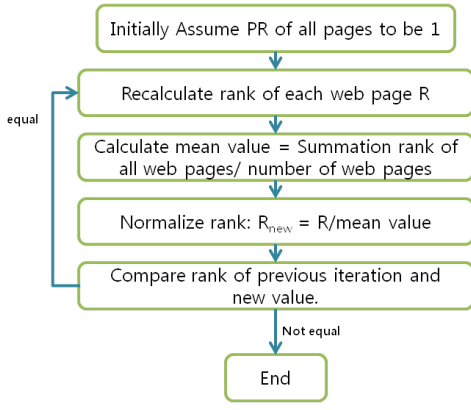 Initially Assume PR of all pages to be 1
equal
Recalculate rank of each web page R
Calculate mean value = Summation rank of
all web pages/ number of web pages
Normalize rank: Rnew = R/mean value
Compare rank of previous iteration and
new value.
Not equal
End